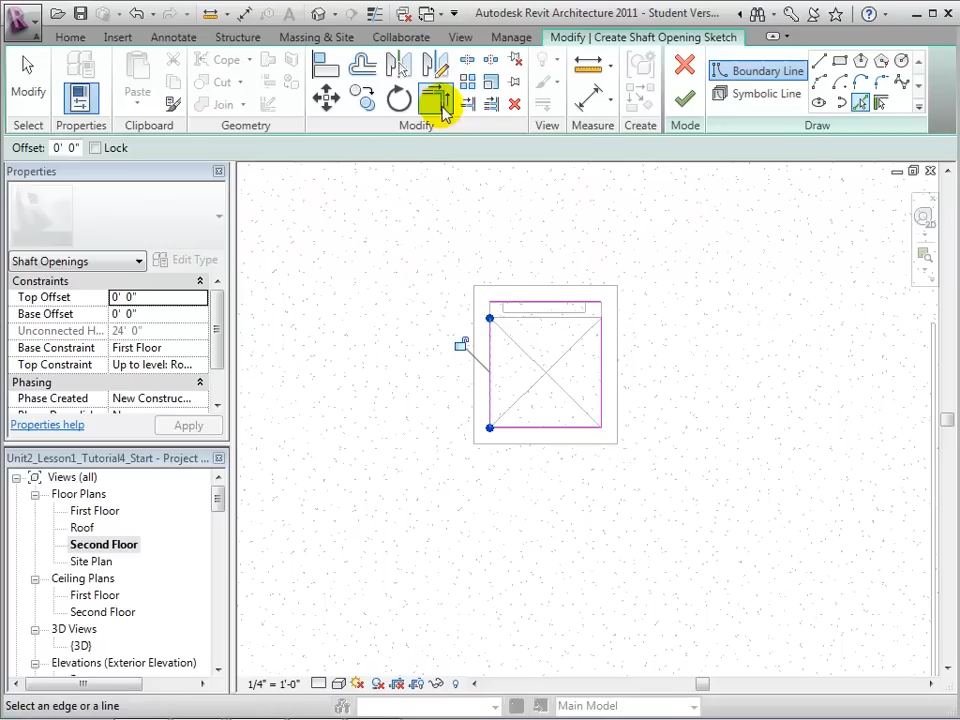 Autodesk Revit Architecture 2011 - Student Vers...
Home Insert Annotate Structure Massing & Site Collaborate View Manage Modify | Create Shaft Opening Sketch
Modify Paste Cope Cut Join Boundary Line Symbolic Line
Select Properties Clipboard Geometry Modify View Measure Create Mode Draw
Offset: 0' 0" Lock
Properties
Shaft Openings Edit Type
Constraints
Top Offset 0' 0"
Base Offset 0' 0"
Unconnected H... 24' 0"
Base Constraint First Floor
Top Constraint Up to level: Ro...
Phasing
Phase Created New Construc...
Properties help Apply
Unit2_Lesson1_Tutorial4_Start - Project ...
Views (all)
Floor Plans
First Floor
Roof
Second Floor
Site Plan
Ceiling Plans
First Floor
Second Floor
3D Views
{3D}
Elevations (Exterior Elevation)
2D
1/4" = 1'-0"
Select an edge or a line Main Model